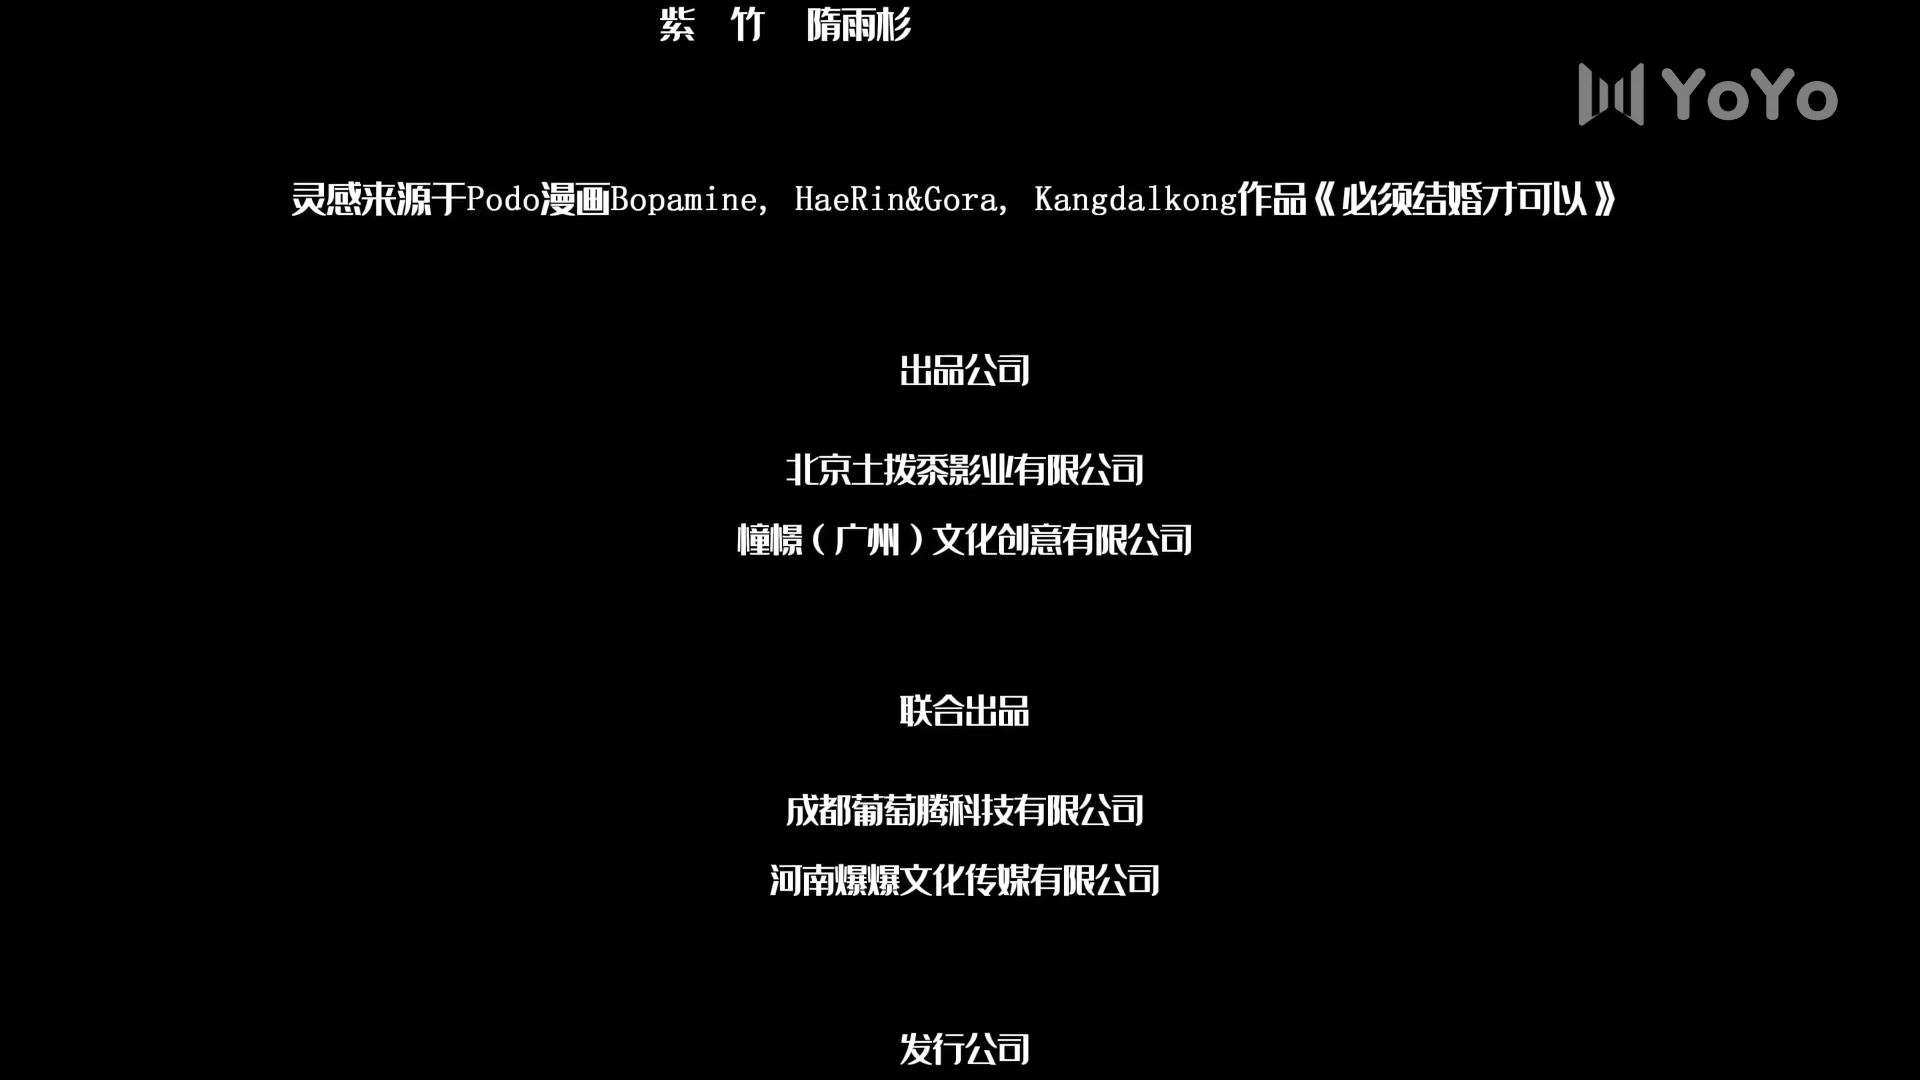 紫 竹 隋雨杉
YoYo
灵感来源于Podo漫画Bopamine, HaeRin&Gora, Kangdalkong作品《必须结婚才可以》
出品公司
北京土拨黍影业有限公司
憧憬（广州）文化创意有限公司
联合出品
成都葡萄腾科技有限公司
河南爆爆文化传媒有限公司
发行公司